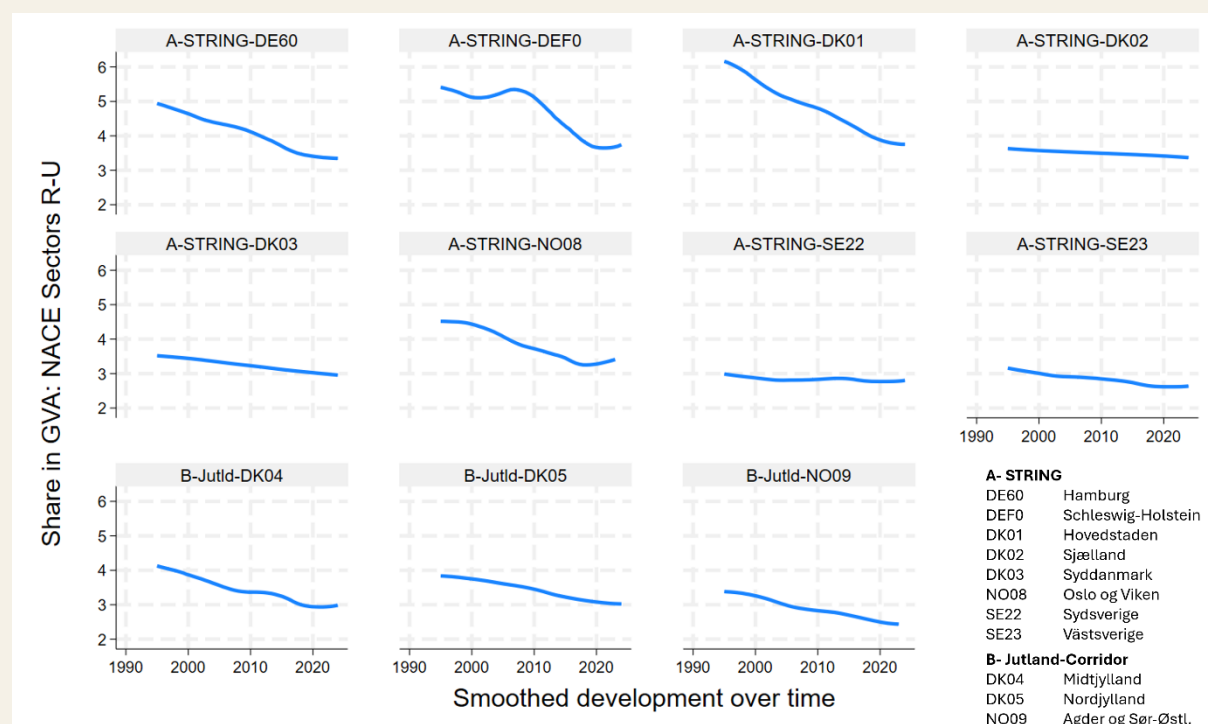 A-STRING-DE60 A-STRING-DEF0 A-STRING-DK01 A-STRING-DK02
6
5
4
3
2
A-STRING-DK03 A-STRING-NO08 A-STRING-SE22 A-STRING-SE23
6
5
4
3
2
1990 2000 2010 2020
B-Jutld-DK04 B-Jutld-DK05 B-Jutld-NO09
6
5
4
3
2
1990 2000 2010 2020 1990 2000 2010 2020 1990 2000 2010 2020
Share in GVA: NACE Sectors R-U
Smoothed development over time
A- STRING
DE60 Hamburg
DEF0 Schleswig-Holstein
DK01 Hovedstaden
DK02 Sjælland
DK03 Syddanmark
NO08 Oslo og Viken
SE22 Sydsverige
SE23 Västsverige
B- Jutland-Corridor
DK04 Midtjylland
DK05 Nordjylland
NO09 Agder og Sør-Østl.